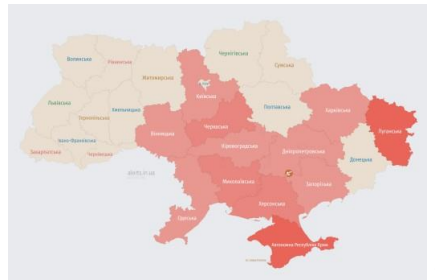 Волинська
Рівненська
Житомирська
Чернігівська
Сумська
Київська
Львівська
Тернопільська
Хмельницька
Полтавська
Харківська
Луганська
Черкаська
Вінницька
Івано-Франківська
Закарпатська
Чернівецька
Кіровоградська
Дніпропетровська
Донецька
Миколаївська
Запорізька
Херсонська
Одеська
Автономна Республіка Крим